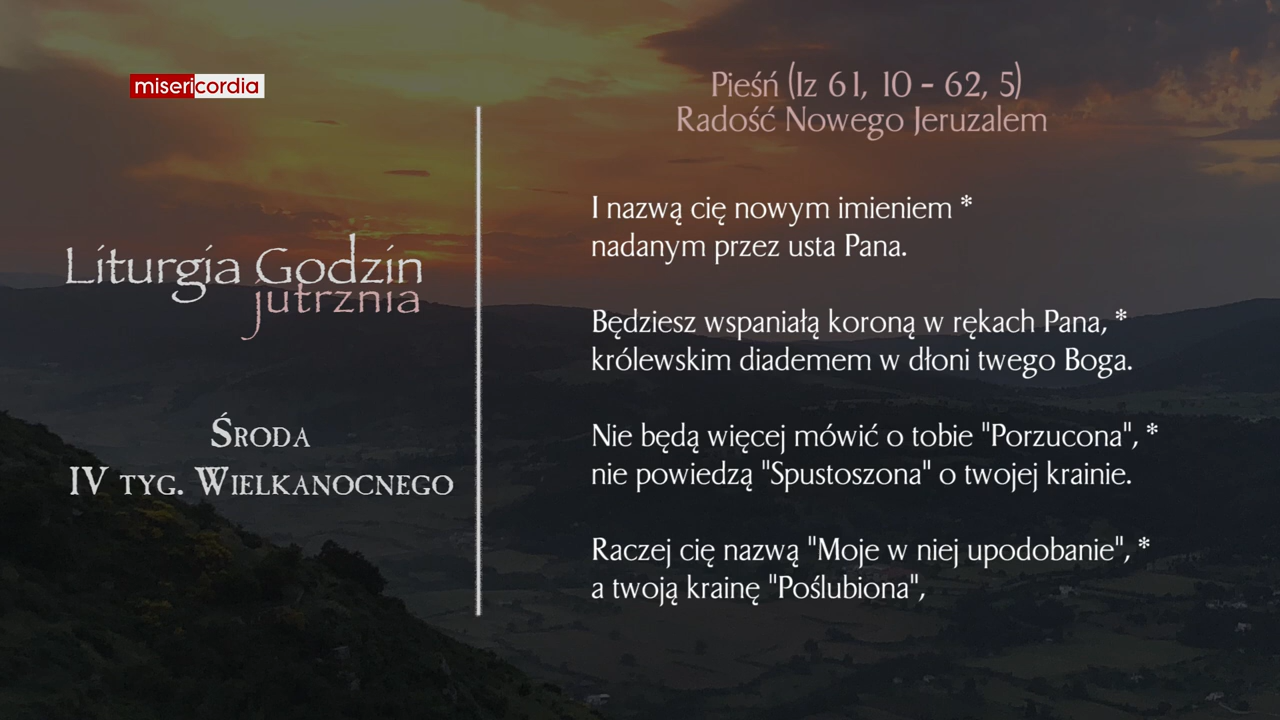 misericordia
Liturgia Godzin
jutrznia
Środa
IV tyg. Wielkanocnego
Pieśń (Iz 61, 10 - 62, 5)
Radość Nowego Jeruzalem
I nazwą cię nowym imieniem *
nadanym przez usta Pana.
Będziesz wspaniałą koroną w rękach Pana, *
królewskim diademem w dłoni twego Boga.
Nie będą więcej mówić o tobie "Porzucona", *
nie powiedzą "Spustoszona" o twojej krainie.
Raczej cię nazwą "Moje w niej upodobanie", *
a twoją krainę "Poślubiona",